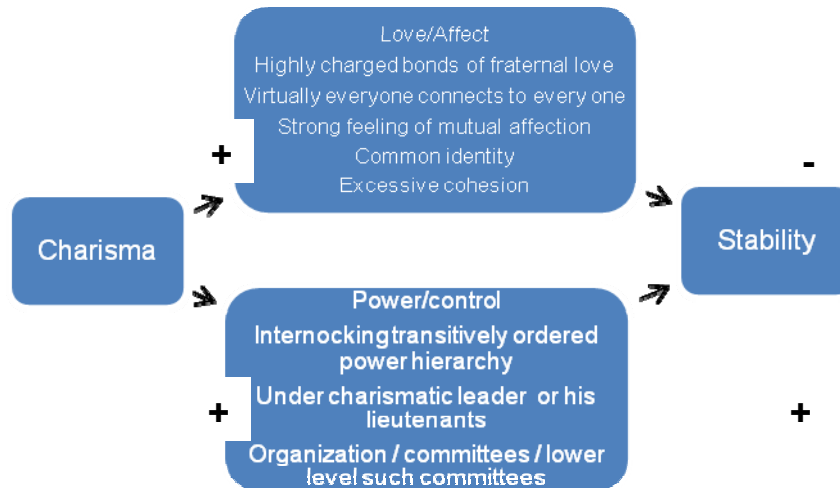 Love/Affect
Highly charged bonds of fraternal love
Virtually everyone connects to every one
Strong feeling of mutual affection
+
Common identity
-
Excessive cohesion
Charisma
Stability
Power/control
Internocking transitively ordered
power hierarchy
+
Under charismatic leader or his
lieutenants
+
Organization / committees / lower
level such committees